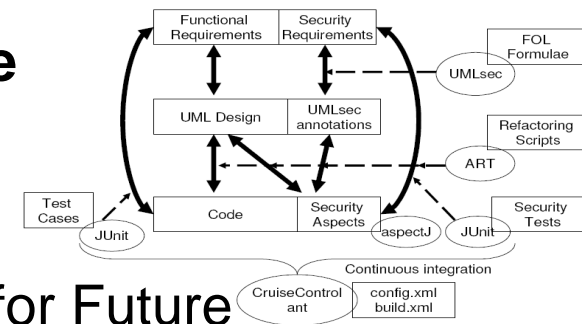 Functional
Requirements
Security
Requirements
FOL
Formulae
e
UMLsec
UML Design
UMLsec
annotations
Refactoring
Scripts
ART
Test
Cases
Code
Security
Aspects
Security
Tests
JUnit
aspectJ
JUnit
Continuous integration
for Future
CruiseControl
ant
config.xml
build.xml